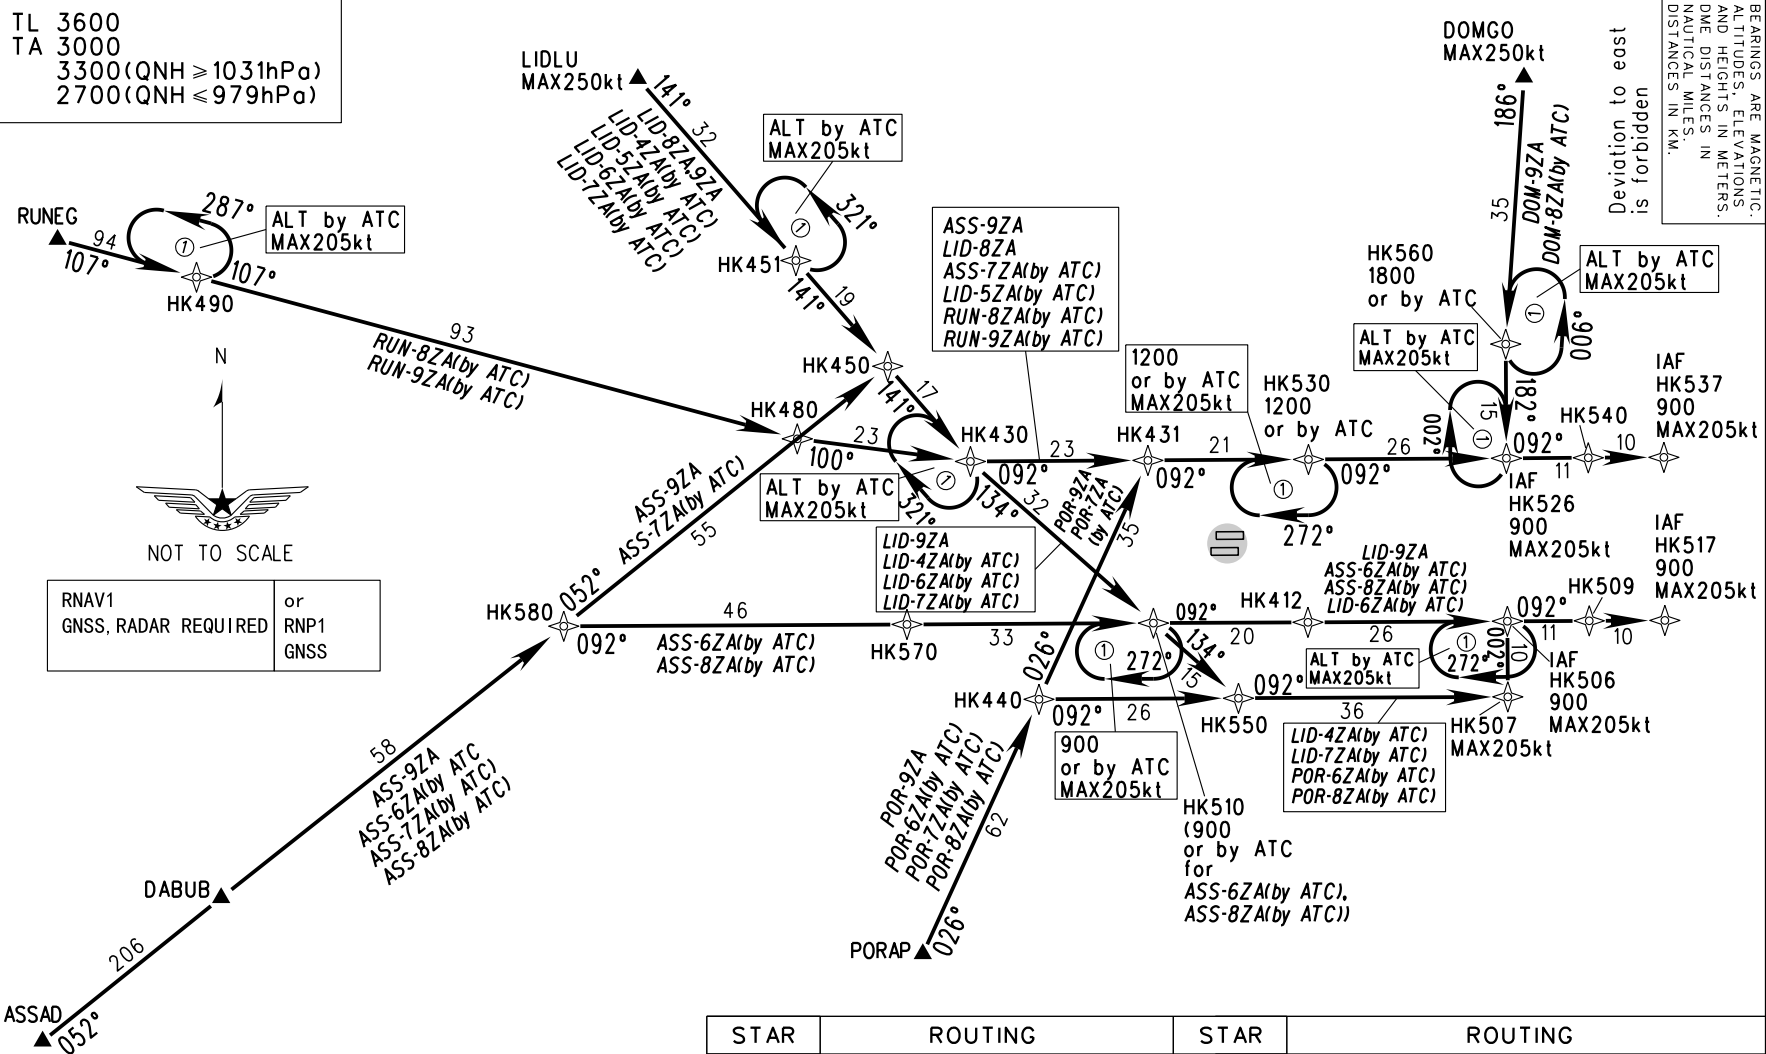 TL 3600
TA 3000
3300(QNH ≥1031hPa)
2700(QNH ≤979hPa)
LIDLU
MAX250kt
141°
32
LID-8ZA,9ZA
LID-4ZA(by ATC)
LID-5ZA(by ATC)
LID-6ZA(by ATC)
LID-7ZA(by ATC)
ALT by ATC
MAX205kt
321°
①
HK451
141°
19
DOMGO
MAX250kt
186°
35
DOM-9ZA
DOM-8ZA(by ATC)
Deviation to east
is forbidden
BEARINGS ARE MAGNETIC.
ALTITUDES, ELEVATIONS
AND HEIGHTS IN METERS.
DME DISTANCES IN
NAUTICAL MILES.
DISTANCES IN KM.
RUNEG
94
107°
287°
①
107°
HK490
ALT by ATC
MAX205kt
93
RUN-8ZA(by ATC)
RUN-9ZA(by ATC)
N
NOT TO SCALE
RNAV1
GNSS, RADAR REQUIRED
or
RNP1
GNSS
HK450
17
141°
HK480
23
100°
HK430
ALT by ATC
MAX205kt
①
321°
092°
23
ASS-9ZA
LID-8ZA
ASS-7ZA(by ATC)
LID-5ZA(by ATC)
RUN-8ZA(by ATC)
RUN-9ZA(by ATC)
134°
32
LID-9ZA
LID-4ZA(by ATC)
LID-6ZA(by ATC)
LID-7ZA(by ATC)
POR-9ZA
POR-7ZA
(by ATC)
35
HK431
092°
21
1200
or by ATC
MAX205kt
HK530
1200
or by ATC
①
272°
092°
26
HK560
1800
or by ATC
ALT by ATC
MAX205kt
①
006°
182°
15
ALT by ATC
MAX205kt
①
002°
092°
11
HK540
10
IAF
HK537
900
MAX205kt
IAF
HK526
900
MAX205kt
ASS-9ZA
ASS-7ZA(by ATC)
55
HK580
052°
092°
46
ASS-6ZA(by ATC)
ASS-8ZA(by ATC)
HK570
33
①
272°
092°
20
HK412
LID-9ZA
ASS-6ZA(by ATC)
ASS-8ZA(by ATC)
LID-6ZA(by ATC)
26
134°
15
ALT by ATC
MAX205kt
①
272°
002°
10
092°
11
HK509
10
IAF
HK517
900
MAX205kt
IAF
HK506
900
MAX205kt
HK440
026°
092°
26
HK550
092°
36
HK507
MAX205kt
900
or by ATC
MAX205kt
LID-4ZA(by ATC)
LID-7ZA(by ATC)
POR-6ZA(by ATC)
POR-8ZA(by ATC)
HK510
(900
or by ATC
for
ASS-6ZA(by ATC),
ASS-8ZA(by ATC))
58
ASS-9ZA
ASS-6ZA(by ATC
ASS-7ZA(by ATC)
ASS-8ZA(by ATC)
POR-9ZA
POR-6ZA(by ATC)
POR-7ZA(by ATC)
POR-8ZA(by ATC)
62
DABUB
206
PORAP
026°
ASSAD
052°
STAR ROUTING STAR ROUTING